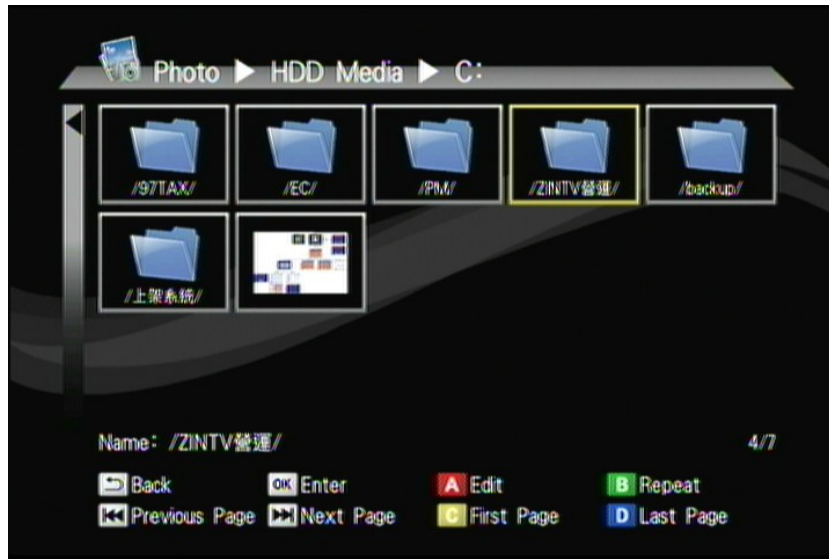 Photo ▶ HDD Media ▶ C:
/97TAX/ /EC/ /PM/ /ZINTV營運/ /backup/
/上架系統/
Name: /ZINTV營運/ 4/7
Back OK Enter A Edit B Repeat
Previous Page Next Page C First Page D Last Page